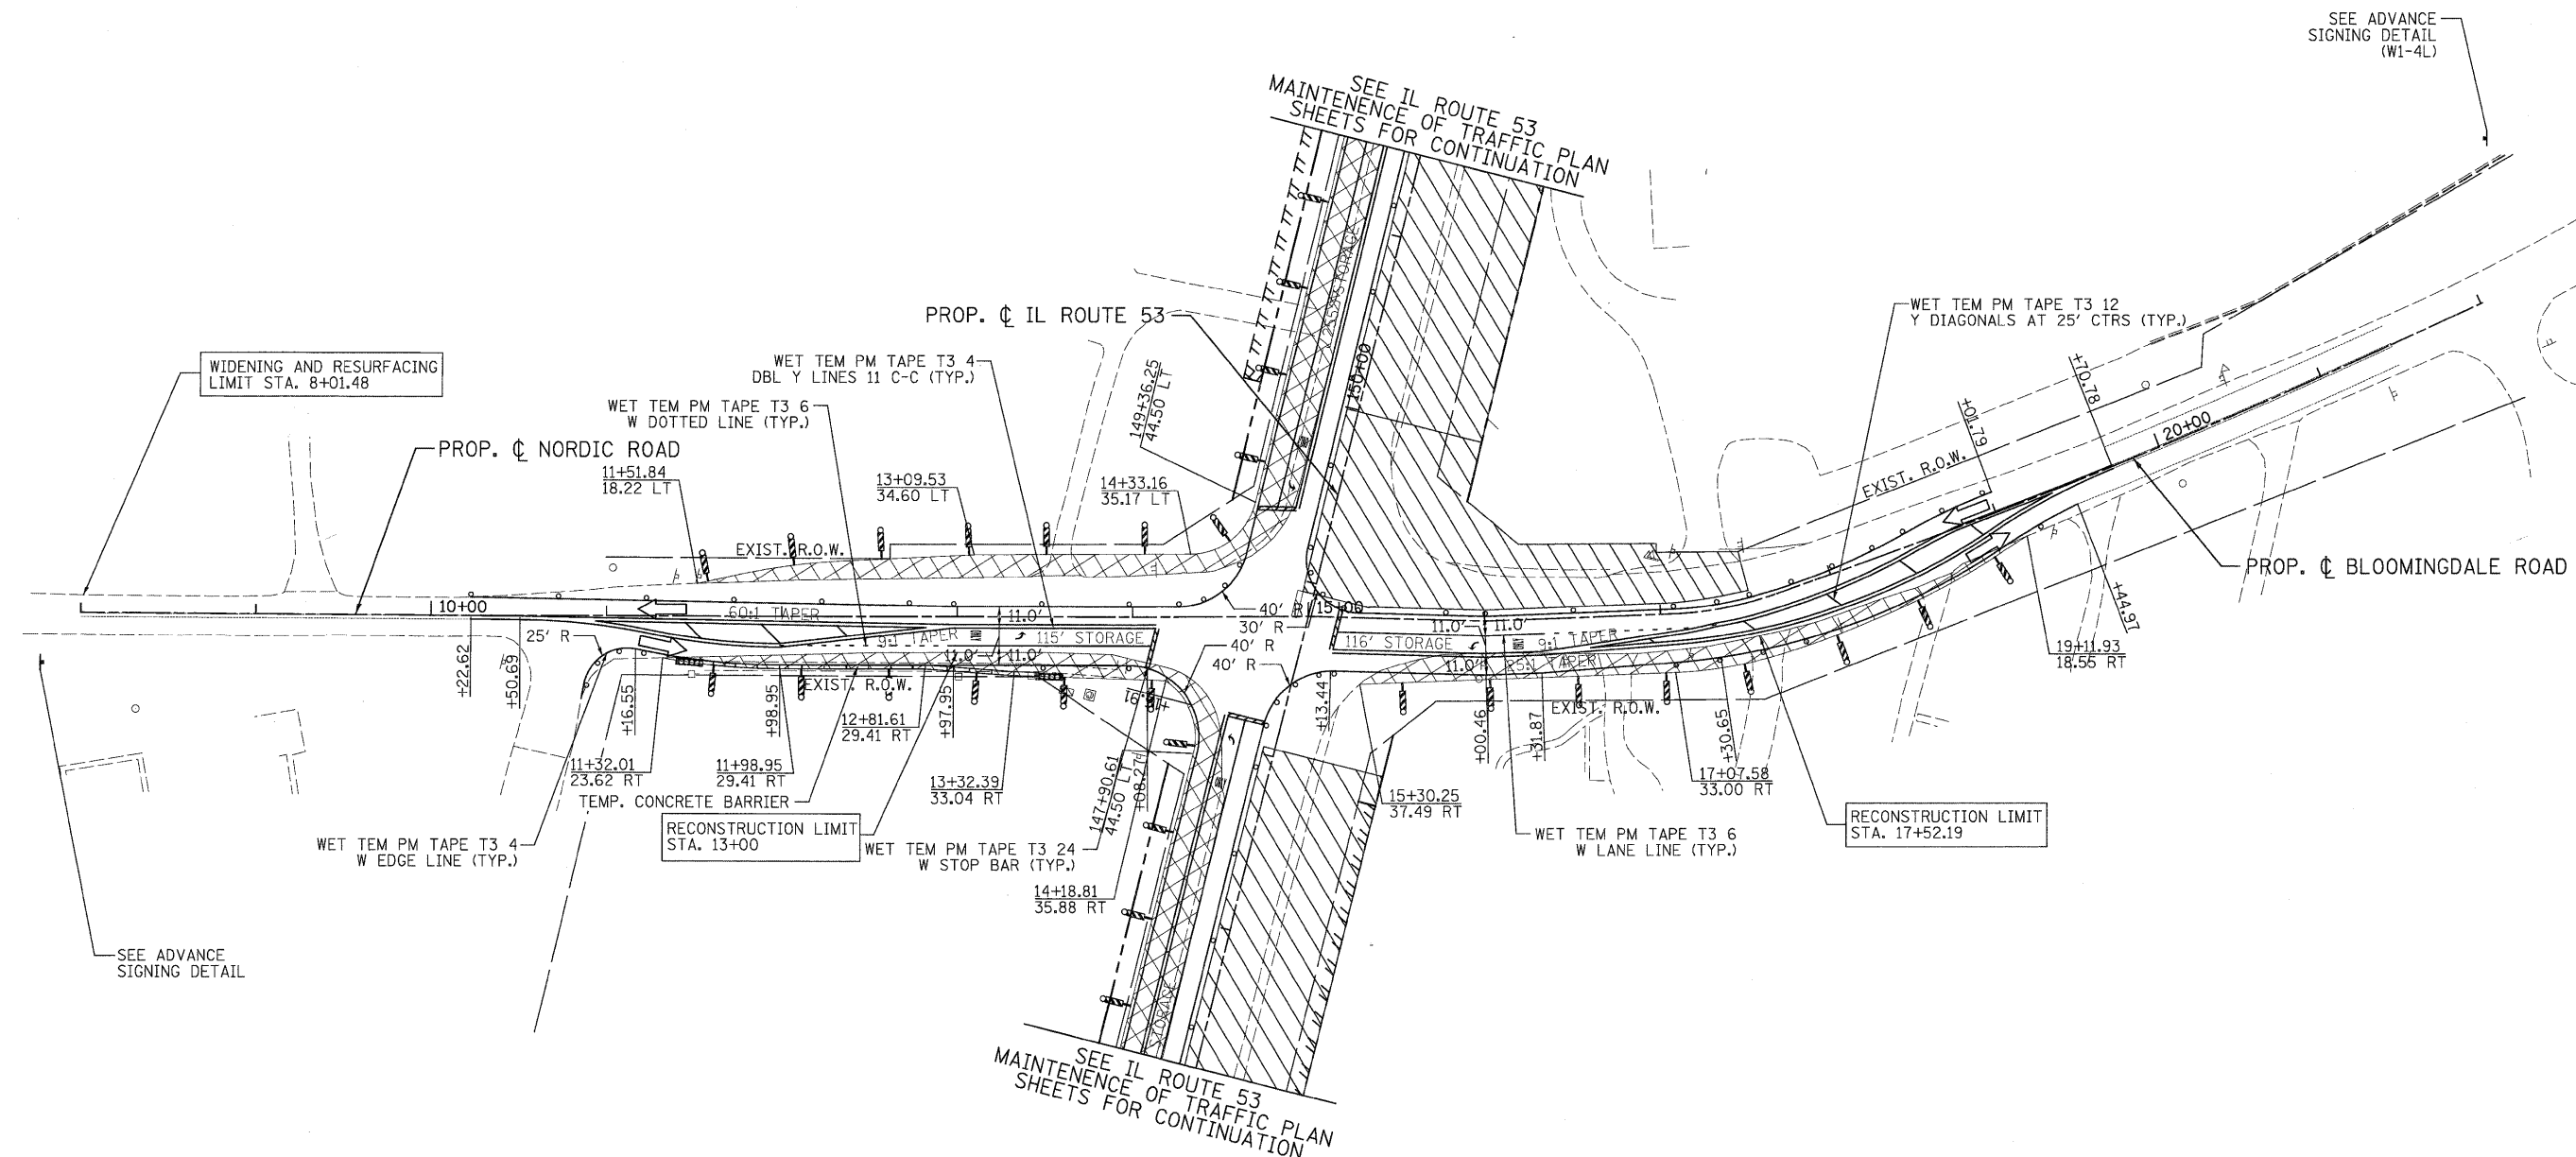 SEE ADVANCE
SIGNING DETAIL
(W1-4L)
SEE IL ROUTE 53
MAINTENENCE OF TRAFFIC PLAN
SHEETS FOR CONTINUATION
255' STORAGE
PROP. ℄ IL ROUTE 53
150+00
WET TEM PM TAPE T3 12
Y DIAGONALS AT 25' CTRS (TYP.)
WIDENING AND RESURFACING
LIMIT STA. 8+01.48
WET TEM PM TAPE T3 4
DBL Y LINES 11 C-C (TYP.)
WET TEM PM TAPE T3 6
W DOTTED LINE (TYP.)
PROP. ℄ NORDIC ROAD
149+36.25
44.50 LT
+70.78
+01.79
20+00
11+51.84
18.22 LT
13+09.53
34.60 LT
14+33.16
35.17 LT
EXIST. R.O.W.
EXIST. R.O.W.
PROP. ℄ BLOOMINGDALE ROAD
10+00
60:1 TAPER
11.0'
40' R
15+00
30' R
25' R
9:1 TAPER
115' STORAGE
11.0'
11.0'
40' R
40' R
116' STORAGE
11.0'
11.0'
9:1 TAPER
11.0'
25:1 TAPER
+22.62
+50.69
+16.55
+98.95
+97.95
EXIST. R.O.W.
+16.91
+13.44
+00.46
+31.87
+30.65
EXIST. R.O.W.
+44.97
19+11.93
18.55 RT
11+32.01
23.62 RT
11+98.95
29.41 RT
12+81.61
29.41 RT
13+32.39
33.04 RT
TEMP. CONCRETE BARRIER
147+90.61
44.50 LT
+08.27
15+30.25
37.49 RT
17+07.58
33.00 RT
RECONSTRUCTION LIMIT
STA. 13+00
RECONSTRUCTION LIMIT
STA. 17+52.19
WET TEM PM TAPE T3 4
W EDGE LINE (TYP.)
WET TEM PM TAPE T3 24
W STOP BAR (TYP.)
WET TEM PM TAPE T3 6
W LANE LINE (TYP.)
14+18.81
35.88 RT
SEE ADVANCE
SIGNING DETAIL
STORAGE
SEE IL ROUTE 53
MAINTENENCE OF TRAFFIC PLAN
SHEETS FOR CONTINUATION